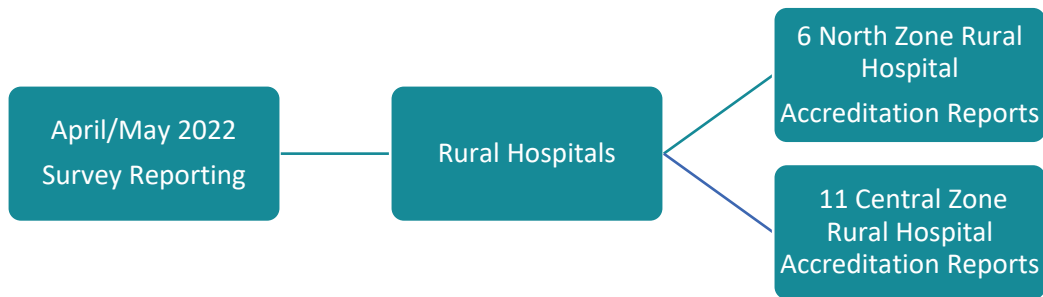 April/May 2022
Survey Reporting
Rural Hospitals
6 North Zone Rural
Hospital
Accreditation Reports
11 Central Zone
Rural Hospital
Accreditation Reports